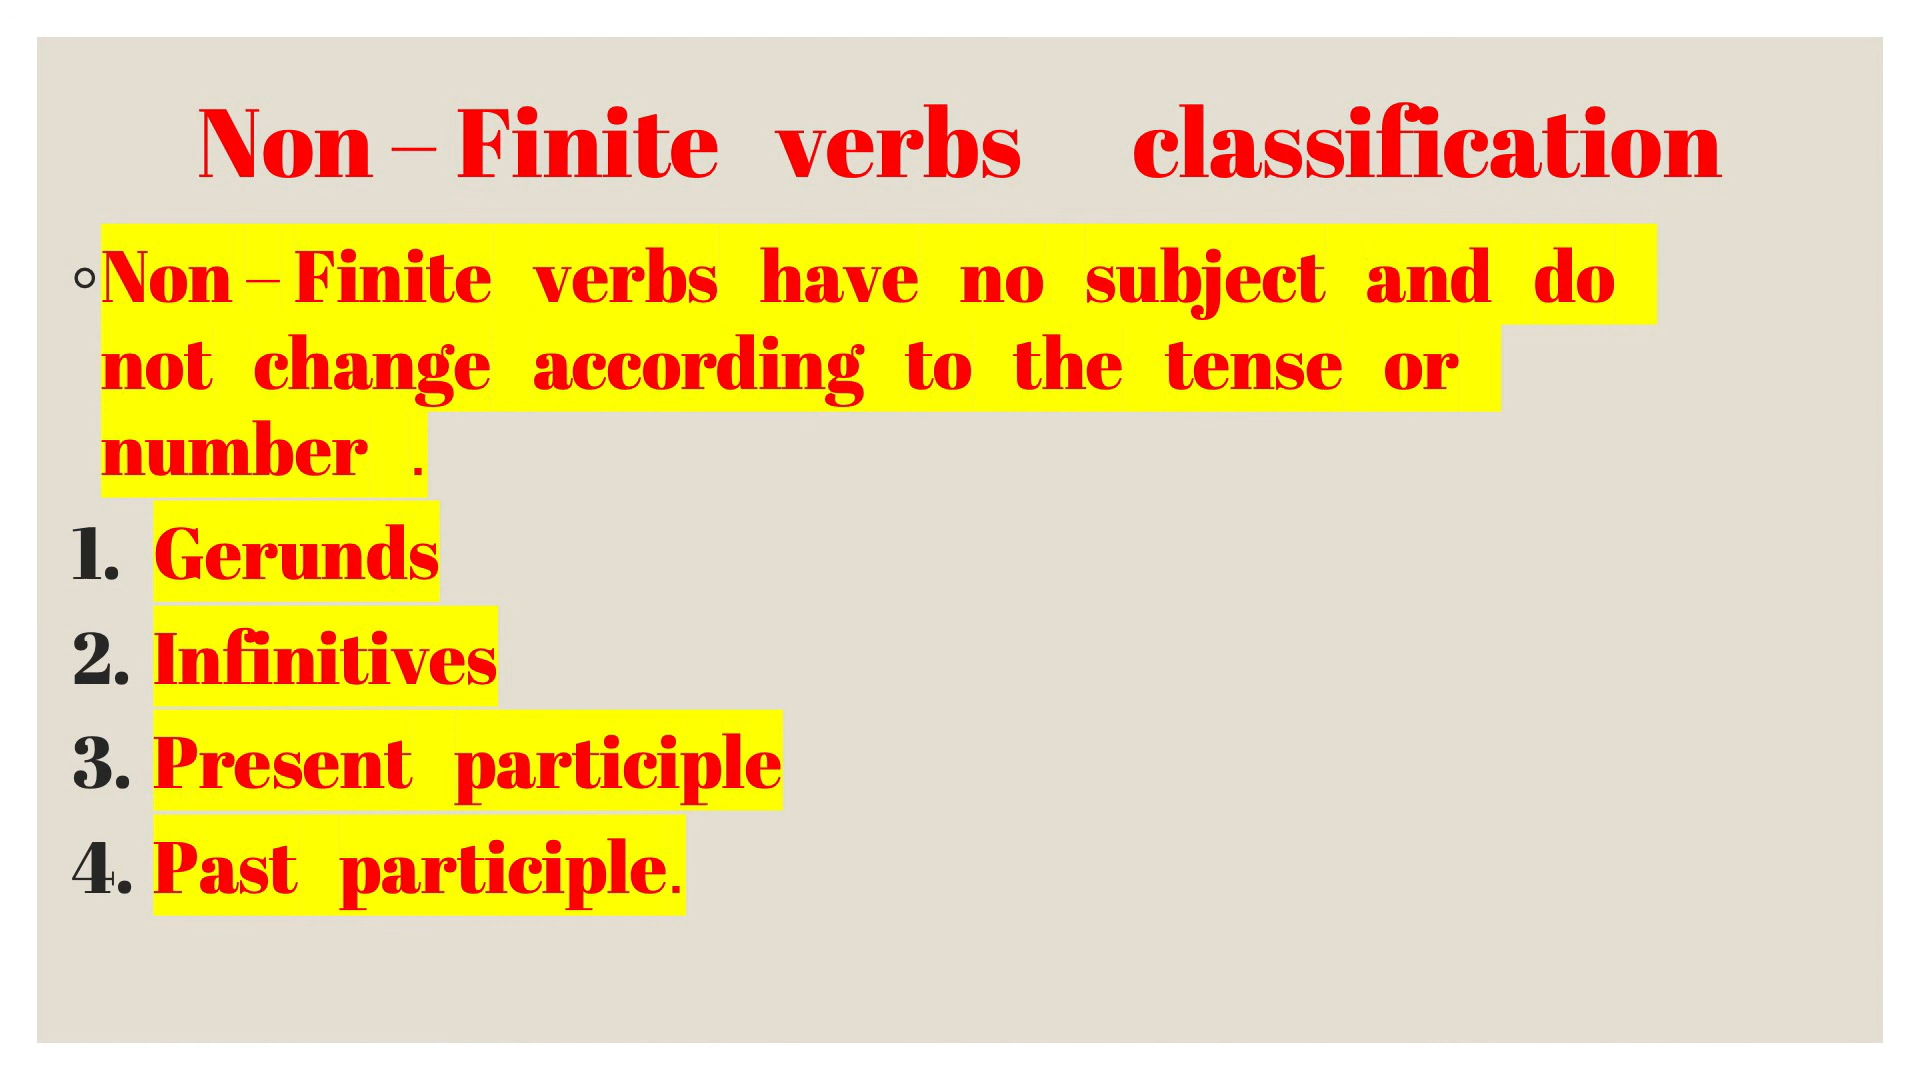 Non – Finite verbs classification
◦Non – Finite verbs have no subject and do
not change according to the tense or
number .
1. Gerunds
2. Infinitives
3. Present participle
4. Past participle.